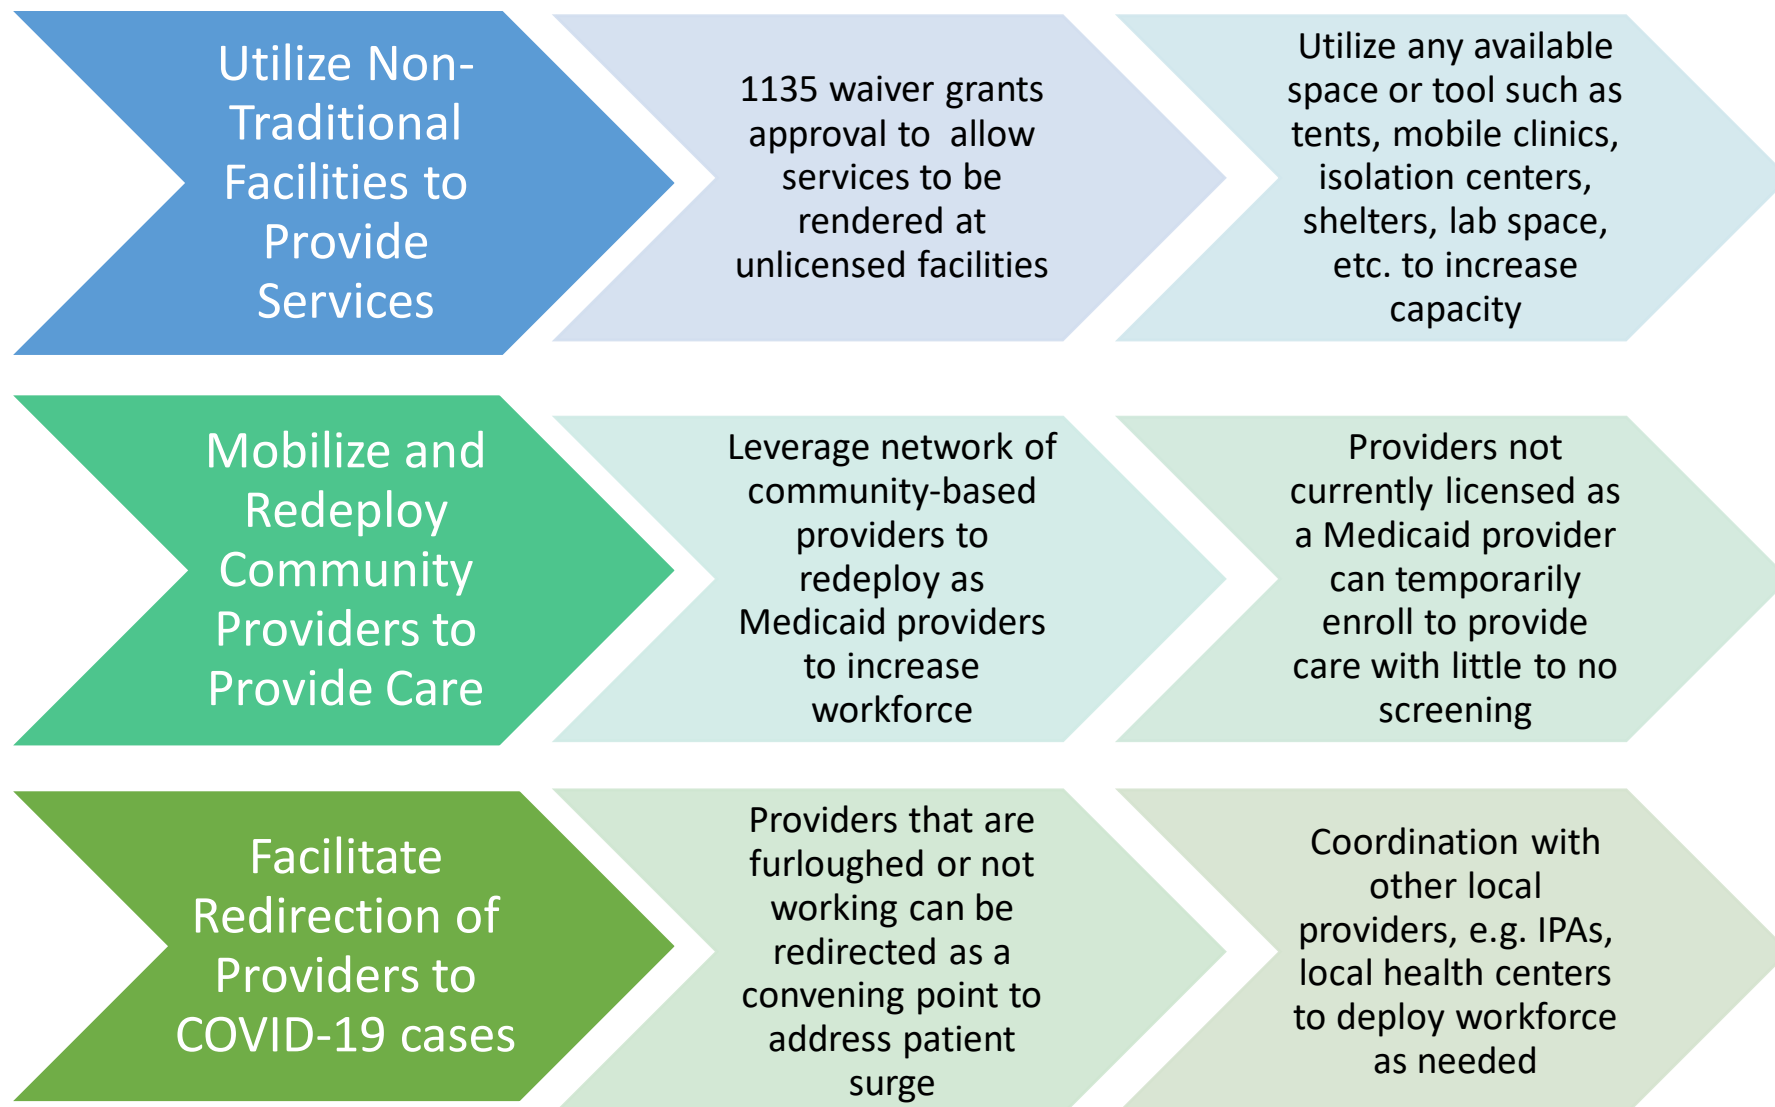 Utilize Non-
Traditional
Facilities to
Provide
Services
1135 waiver grants
approval to  allow
services to be
rendered at
unlicensed facilities
Utilize any available
space or tool such as
tents, mobile clinics,
isolation centers,
shelters, lab space,
etc. to increase
capacity
Mobilize and
Redeploy
Community
Providers to
Provide Care
Leverage network of
community-based
providers to
redeploy as
Medicaid providers
to increase
workforce
Providers not
currently licensed as
a Medicaid provider
can temporarily
enroll to provide
care with little to no
screening
Facilitate
Redirection of
Providers to
COVID-19 cases
Providers that are
furloughed or not
working can be
redirected as a
convening point to
address patient
surge
Coordination with
other local
providers, e.g. IPAs,
local health centers
to deploy workforce
as needed